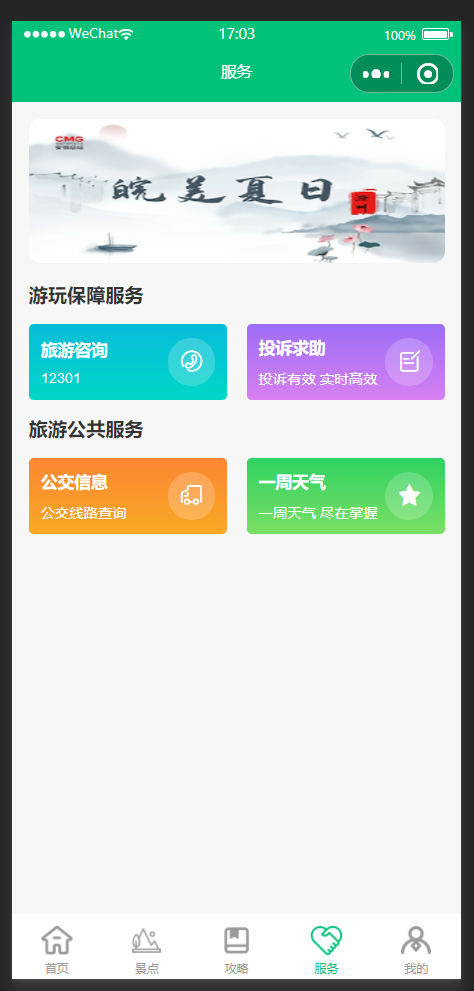 WeChat 17:03 100%
服务
CMG
皖美夏日
游玩保障服务
旅游咨询
12301
投诉求助
投诉有效 实时高效
旅游公共服务
公交信息
公交线路查询
一周天气
一周天气 尽在掌握
首页 景点 攻略 服务 我的